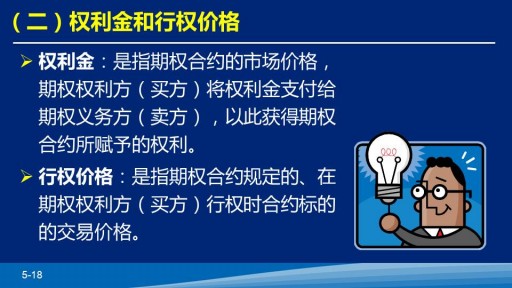 （二）权利金和行权价格
权利金：是指期权合约的市场价格，
期权权利方（买方）将权利金支付给
期权义务方（卖方），以此获得期权
合约所赋予的权利。
行权价格：是指期权合约规定的、在
期权权利方（买方）行权时合约标的
的交易价格。
5-18